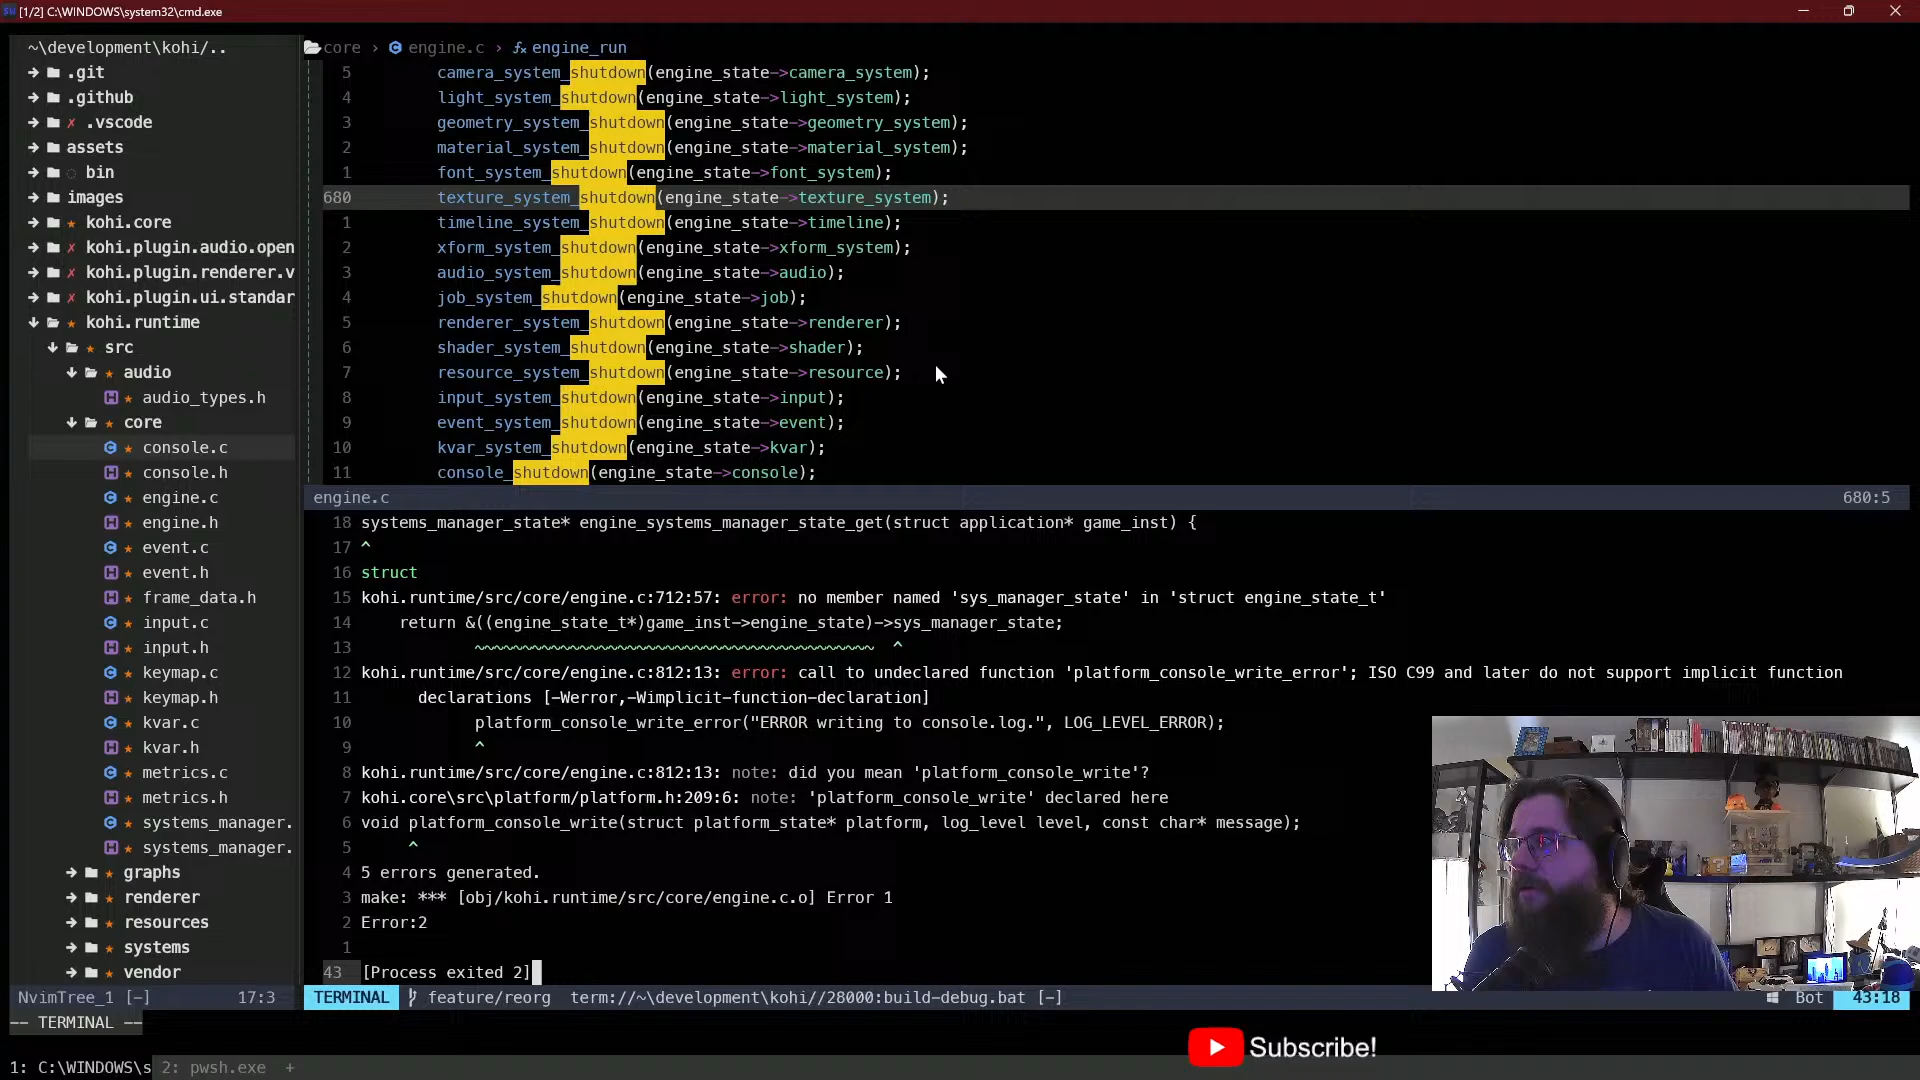 [1/2] C:\WINDOWS\system32\cmd.exe
~\development\kohi/..
.git
.github
✗ .vscode
assets
bin
images
kohi.core
✗ kohi.plugin.audio.open
✗ kohi.plugin.renderer.v
✗ kohi.plugin.ui.standar
kohi.runtime
src
audio
audio_types.h
core
console.c
console.h
engine.c
engine.h
event.c
event.h
frame_data.h
input.c
input.h
keymap.c
keymap.h
kvar.c
kvar.h
metrics.c
metrics.h
systems_manager.
systems_manager.
graphs
renderer
resources
systems
vendor
NvimTree_1 [-] 17:3
core › engine.c › engine_run
5 camera_system_shutdown(engine_state->camera_system);
4 light_system_shutdown(engine_state->light_system);
3 geometry_system_shutdown(engine_state->geometry_system);
2 material_system_shutdown(engine_state->material_system);
1 font_system_shutdown(engine_state->font_system);
680 texture_system_shutdown(engine_state->texture_system);
1 timeline_system_shutdown(engine_state->timeline);
2 xform_system_shutdown(engine_state->xform_system);
3 audio_system_shutdown(engine_state->audio);
4 job_system_shutdown(engine_state->job);
5 renderer_system_shutdown(engine_state->renderer);
6 shader_system_shutdown(engine_state->shader);
7 resource_system_shutdown(engine_state->resource);
8 input_system_shutdown(engine_state->input);
9 event_system_shutdown(engine_state->event);
10 kvar_system_shutdown(engine_state->kvar);
11 console_shutdown(engine_state->console);
engine.c 680:5
18 systems_manager_state* engine_systems_manager_state_get(struct application* game_inst) {
17 ^
16 struct
15 kohi.runtime/src/core/engine.c:712:57: error: no member named 'sys_manager_state' in 'struct engine_state_t'
14 return &((engine_state_t*)game_inst->engine_state)->sys_manager_state;
13 ~~~~~~~~~~~~~~~~~~~~~~~~~~~~~~~~~~~~~~~~~~ ^
12 kohi.runtime/src/core/engine.c:812:13: error: call to undeclared function 'platform_console_write_error'; ISO C99 and later do not support implicit function
11 declarations [-Werror,-Wimplicit-function-declaration]
10 platform_console_write_error("ERROR writing to console.log.", LOG_LEVEL_ERROR);
9 ^
8 kohi.runtime/src/core/engine.c:812:13: note: did you mean 'platform_console_write'?
7 kohi.core\src\platform/platform.h:209:6: note: 'platform_console_write' declared here
6 void platform_console_write(struct platform_state* platform, log_level level, const char* message);
5 ^
4 5 errors generated.
3 make: *** [obj/kohi.runtime/src/core/engine.c.o] Error 1
2 Error:2
1
43 [Process exited 2]
TERMINAL feature/reorg term://~\development\kohi//28000:build-debug.bat [-] Bot 43:18
-- TERMINAL --
Subscribe!
1: C:\WINDOWS\s 2: pwsh.exe +